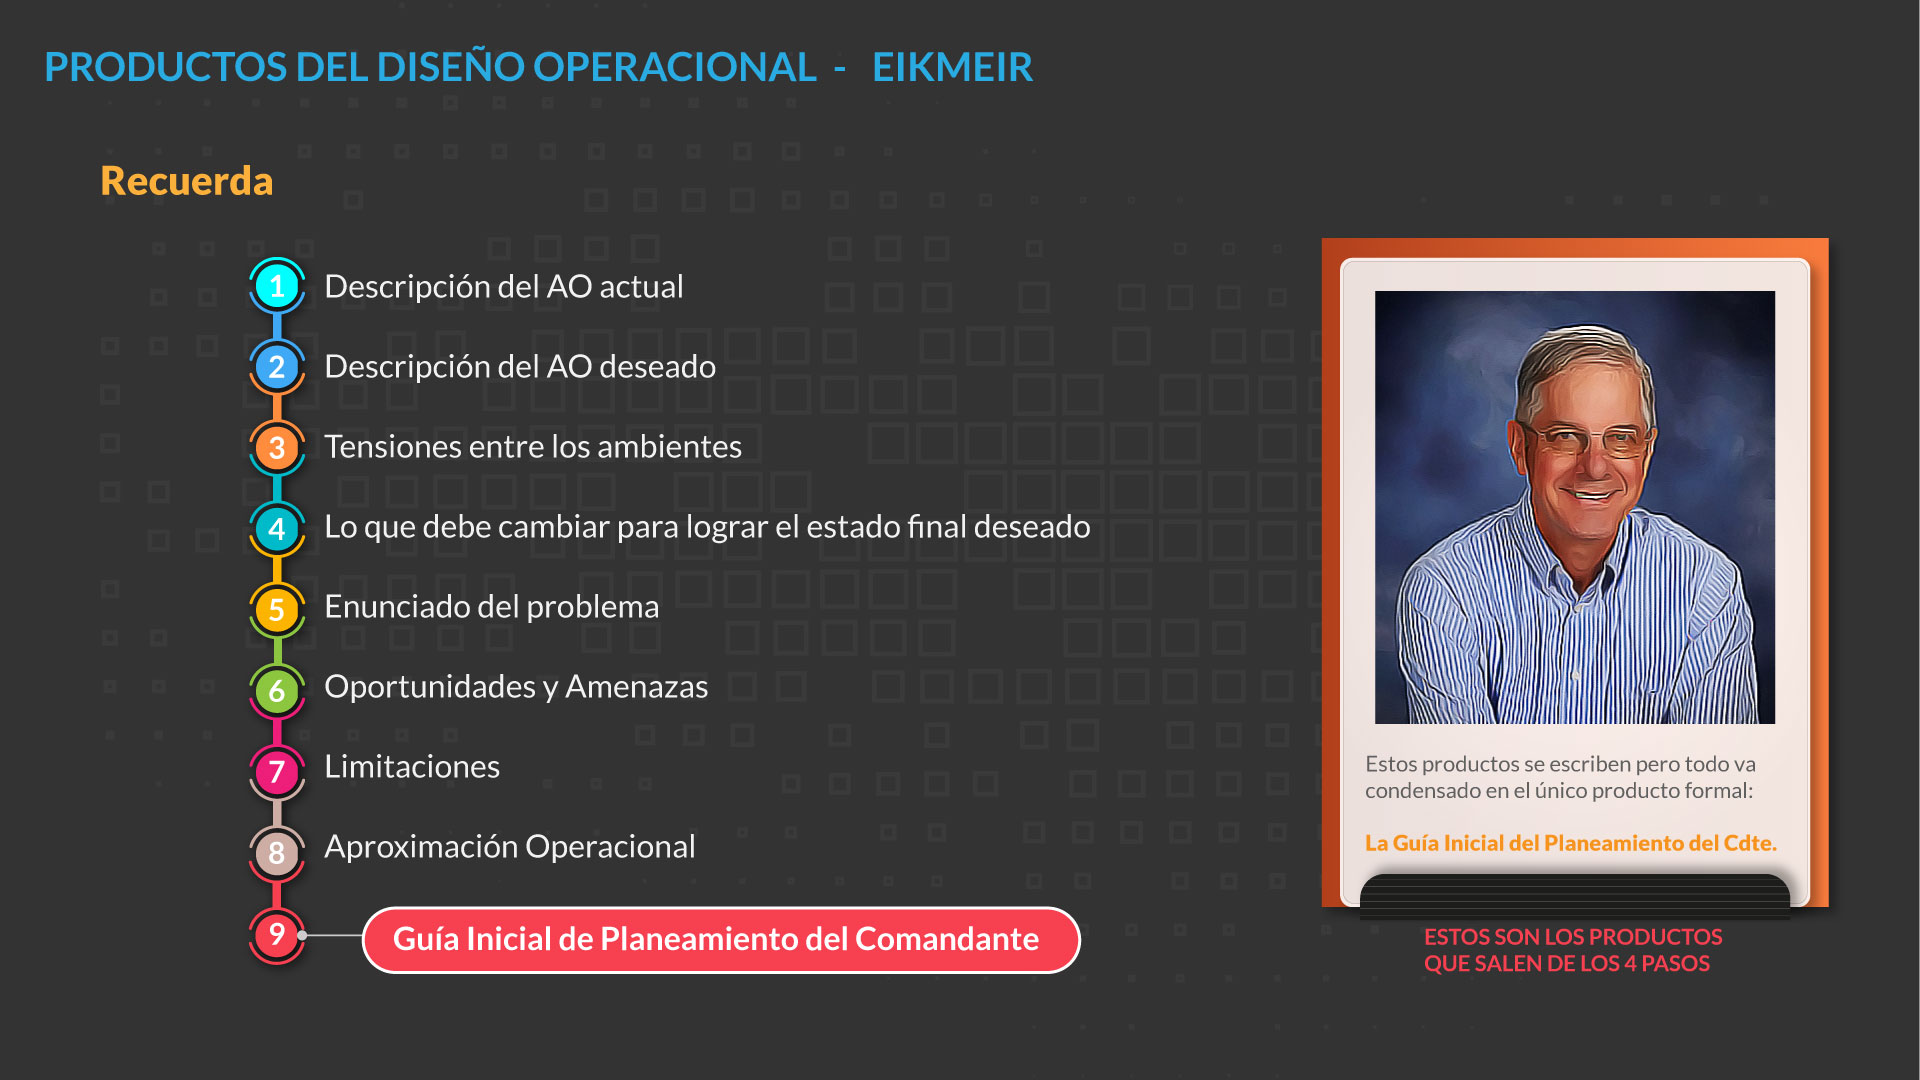 PRODUCTOS DEL DISEÑO OPERACIONAL - EIKMEIR
Recuerda
1 Descripción del AO actual
2 Descripción del AO deseado
3 Tensiones entre los ambientes
4 Lo que debe cambiar para lograr el estado final deseado
5 Enunciado del problema
6 Oportunidades y Amenazas
7 Limitaciones
8 Aproximación Operacional
9 Guía Inicial de Planeamiento del Comandante
Estos productos se escriben pero todo va
condensado en el único producto formal:
La Guía Inicial del Planeamiento del Cdte.
ESTOS SON LOS PRODUCTOS
QUE SALEN DE LOS 4 PASOS